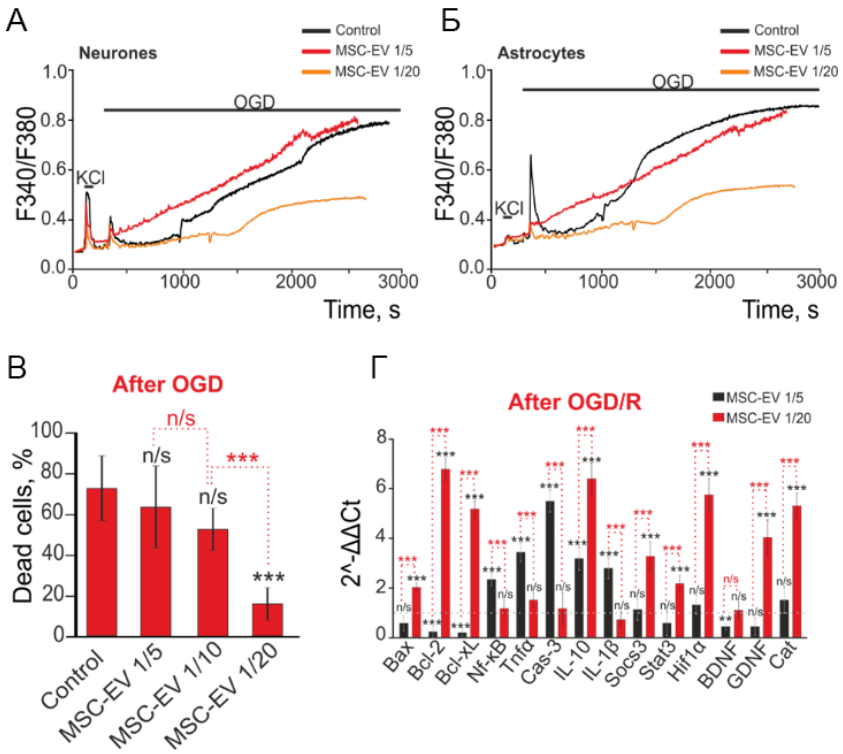 А
Neurones
Control
MSC-EV 1/5
MSC-EV 1/20
OGD
KCl
F340/F380
1.0
0.8
0.6
0.4
0.0
0
1000
2000
3000
Time, s
Б
Astrocytes
Control
MSC-EV 1/5
MSC-EV 1/20
OGD
KCl
F340/F380
1.0
0.8
0.6
0.4
0.0
0
1000
2000
3000
Time, s
В
After OGD
n/s
n/s
***
n/s
***
Dead cells, %
100
80
60
40
20
0
Control
MSC-EV 1/5
MSC-EV 1/10
MSC-EV 1/20
Г
After OGD/R
MSC-EV 1/5
MSC-EV 1/20
2^-ΔΔCt
8
6
4
2
0
*** *** *** *** *** *** *** *** *** *** *** n/s *** ***
n/s *** *** *** *** *** *** n/s *** n/s *** n/s *** *** *** n/s n/s *** n/s *** n/s *** ** n/s n/s *** n/s ***
Bax
Bcl-2
Bcl-xL
Nf-κB
Tnfα
Cas-3
IL-10
IL-1β
Socs3
Stat3
Hif1α
BDNF
GDNF
Cat